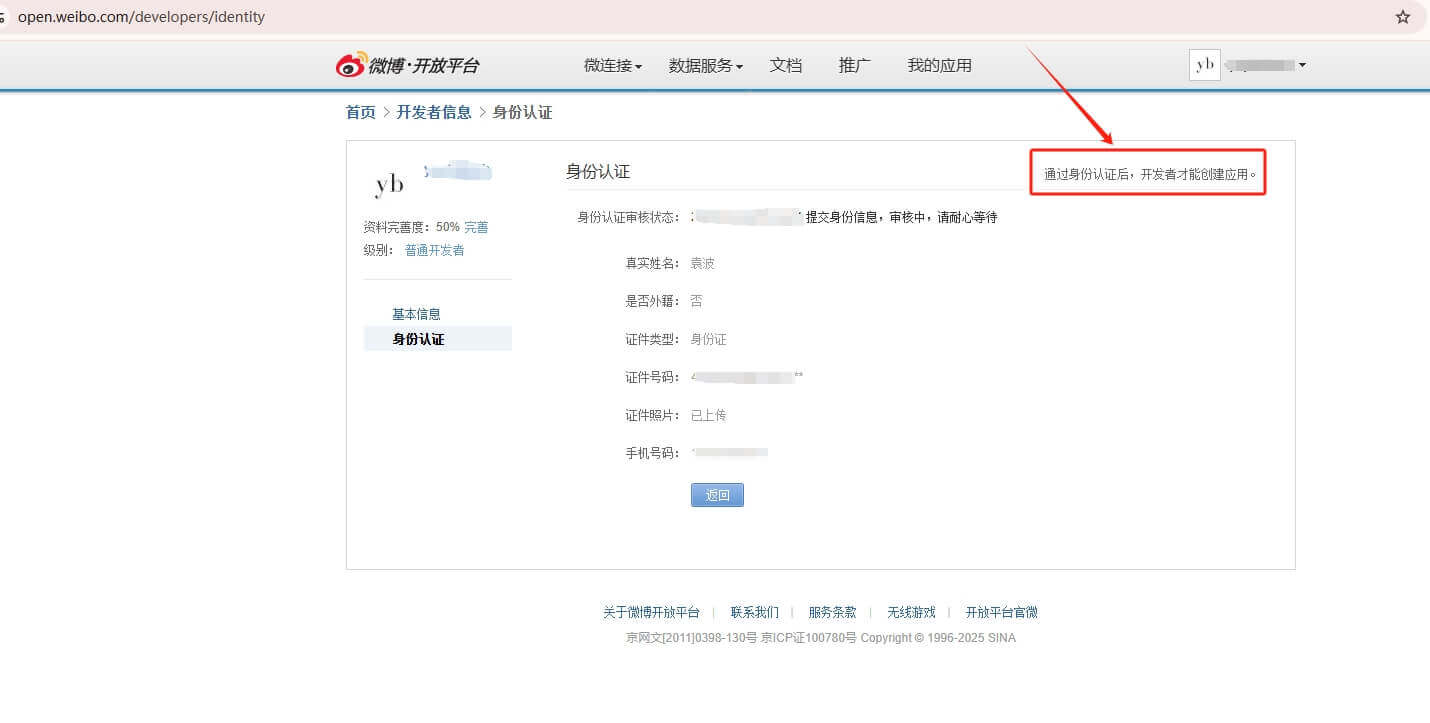 open.weibo.com/developers/identity
微博·开放平台
微连接 数据服务 文档 推广 我的应用
yb
首页 > 开发者信息 > 身份认证
yb
资料完善度：50% 完善
级别： 普通开发者
基本信息
身份认证
身份认证
通过身份认证后，开发者才能创建应用。
身份认证审核状态： 提交身份信息，审核中，请耐心等待
真实姓名： 袁波
是否外籍： 否
证件类型： 身份证
证件号码： **
证件照片： 已上传
手机号码：
返回
关于微博开放平台 | 联系我们 | 服务条款 | 无线游戏 | 开放平台官微
京网文[2011]0398-130号 京ICP证100780号 Copyright © 1996-2025 SINA